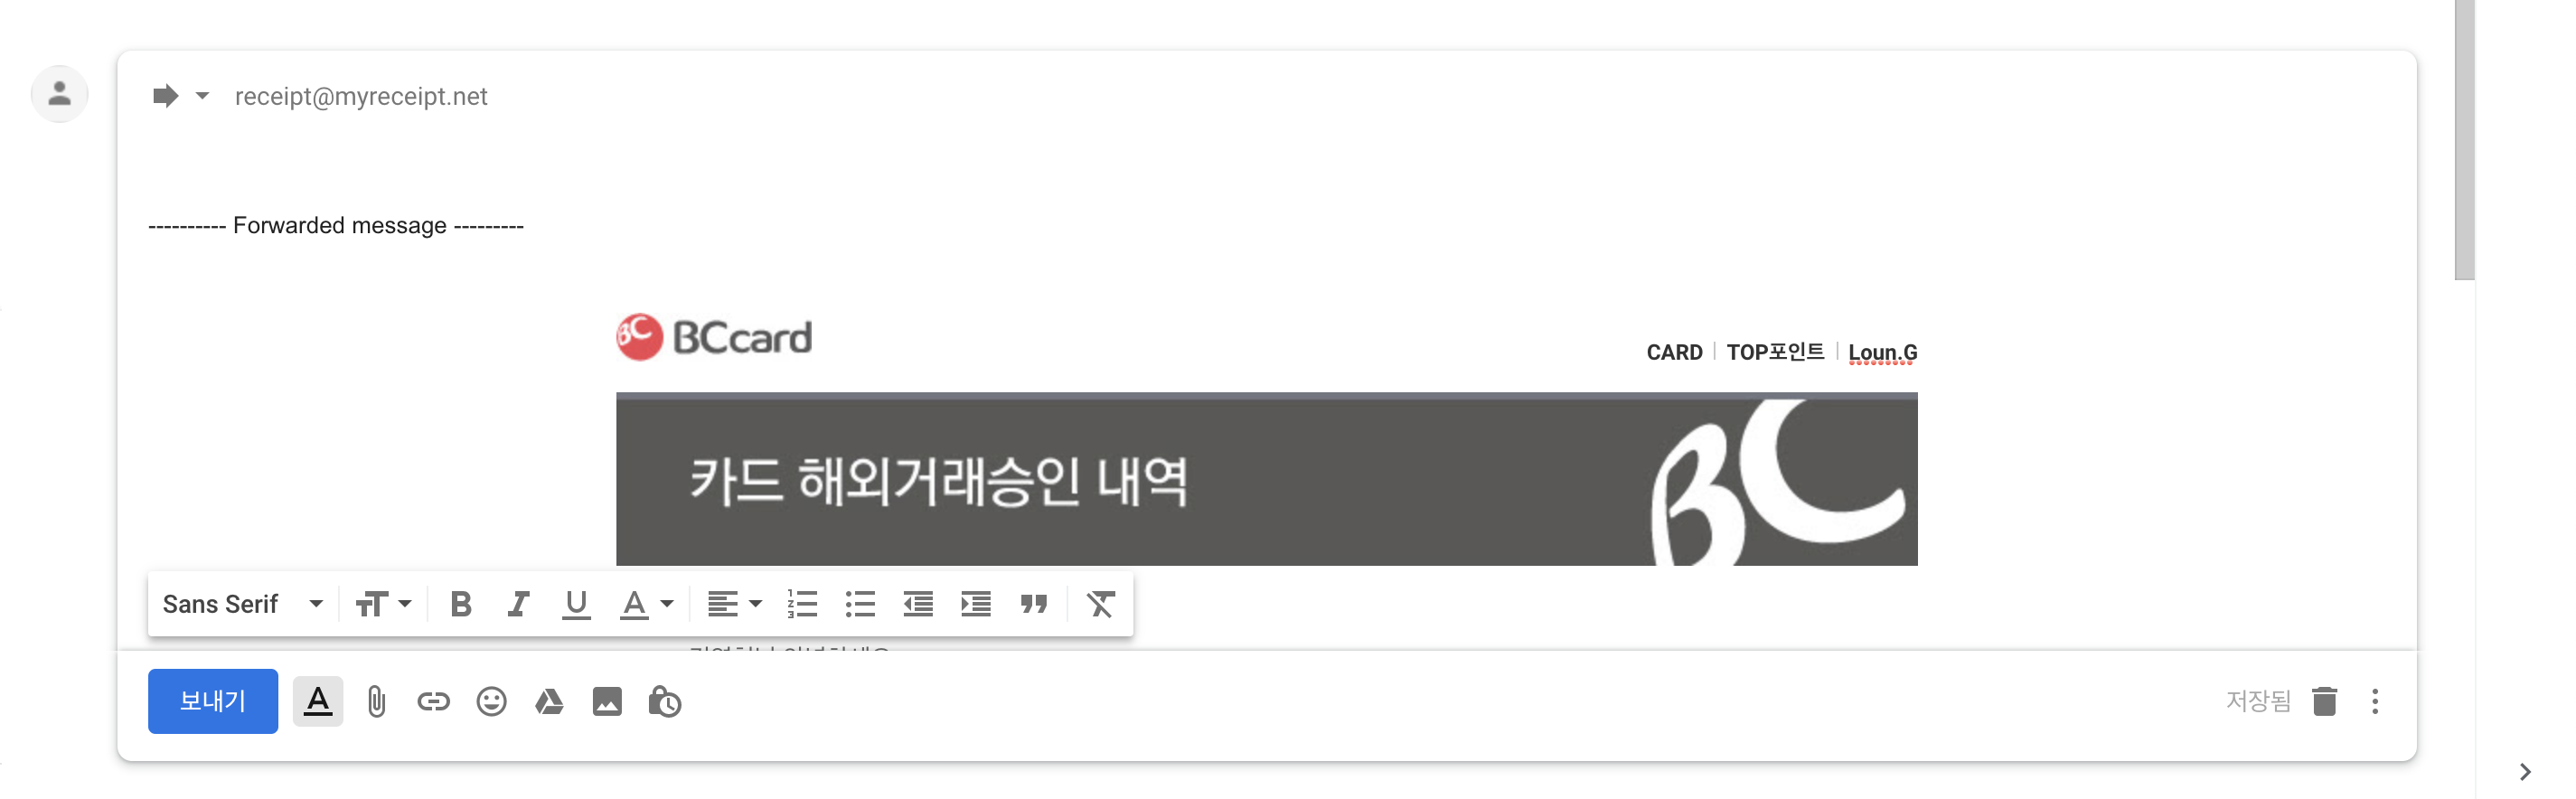 receipt@myreceipt.net
---------- Forwarded message ---------
BC BCcard
CARD | TOP포인트 | Loun.G
카드 해외거래승인 내역
BC
Sans Serif
보내기
저장됨